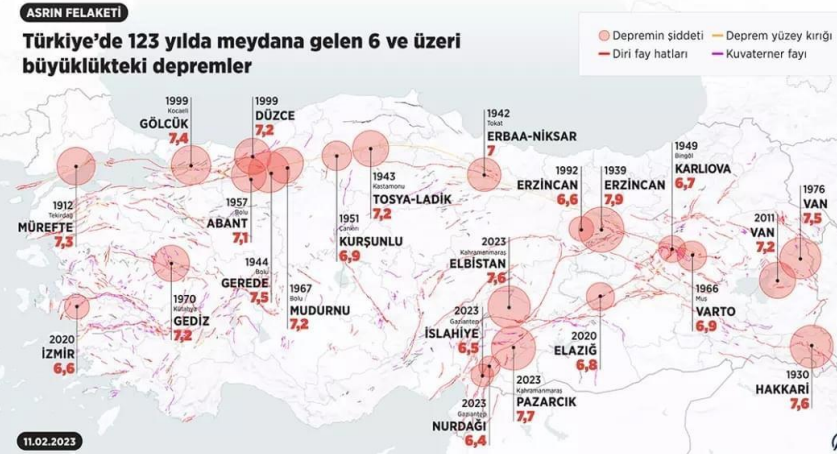 ASRIN FELAKETİ
Türkiye'de 123 yılda meydana gelen 6 ve üzeri
büyüklükteki depremler
Depremin şiddeti
Deprem yüzey kırığı
Diri fay hatları
Kuvaterner fayı
1999
Kocaeli
GÖLCÜK
7,4
1999
DÜZCE
7,2
1942
Tokat
ERBAA-NİKSAR
7
1949
Bingöl
KARLIOVA
6,7
1912
Tekirdağ
MÜREFTE
7,3
1957
Bolu
ABANT
7,1
1951
Çankırı
KURŞUNLU
6,9
1943
Kastamonu
TOSYA-LADİK
7,2
1992
ERZİNCAN
6,6
1939
ERZİNCAN
7,9
1976
VAN
7,5
2011
VAN
7,2
1944
Bolu
GEREDE
7,5
1967
Bolu
MUDURNU
7,2
2023
Kahramanmaraş
ELBİSTAN
7,6
1970
Kütahya
GEDİZ
7,2
1966
Muş
VARTO
6,9
2020
İZMİR
6,6
2023
Gaziantep
İSLAHİYE
6,5
2020
ELAZIĞ
6,8
2023
Kahramanmaraş
PAZARCIK
7,7
1930
HAKKARİ
7,6
2023
Gaziantep
NURDAĞI
6,4
11.02.2023